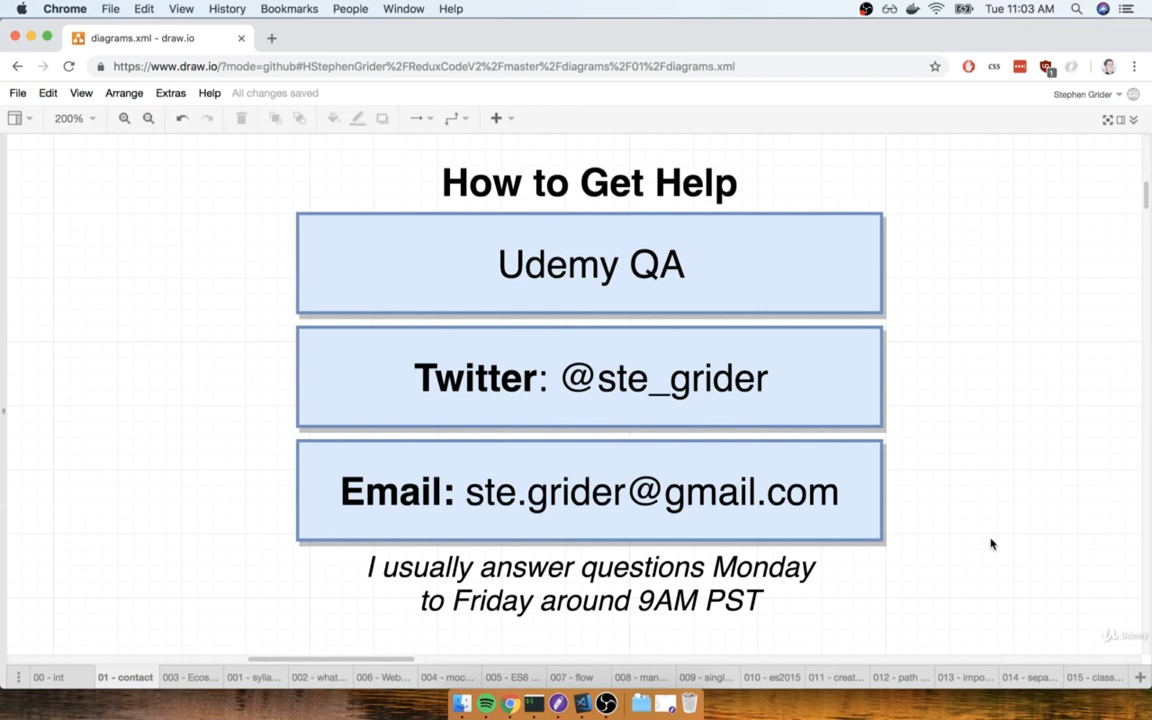 Chrome File Edit View History Bookmarks People Window Help Tue 11:03 AM
diagrams.xml - draw.io
https://www.draw.io/?mode=github#HStephenGrider%2FReduxCodeV2%2Fmaster%2Fdiagrams%2F01%2Fdiagrams.xml
css
1
File Edit View Arrange Extras Help All changes saved
Stephen Grider
200%
How to Get Help
Udemy QA
Twitter: @ste_grider
Email: ste.grider@gmail.com
I usually answer questions Monday
to Friday around 9AM PST
Udemy
00 - int 01 - contact 003 - Ecos... 001 - sylla... 002 - what... 006 - Web... 004 - moc... 005 - ES6 ... 007 - flow 008 - man... 009 - singl... 010 - es2015 011 - creat... 012 - path ... 013 - impo... 014 - sepa... 015 - class...